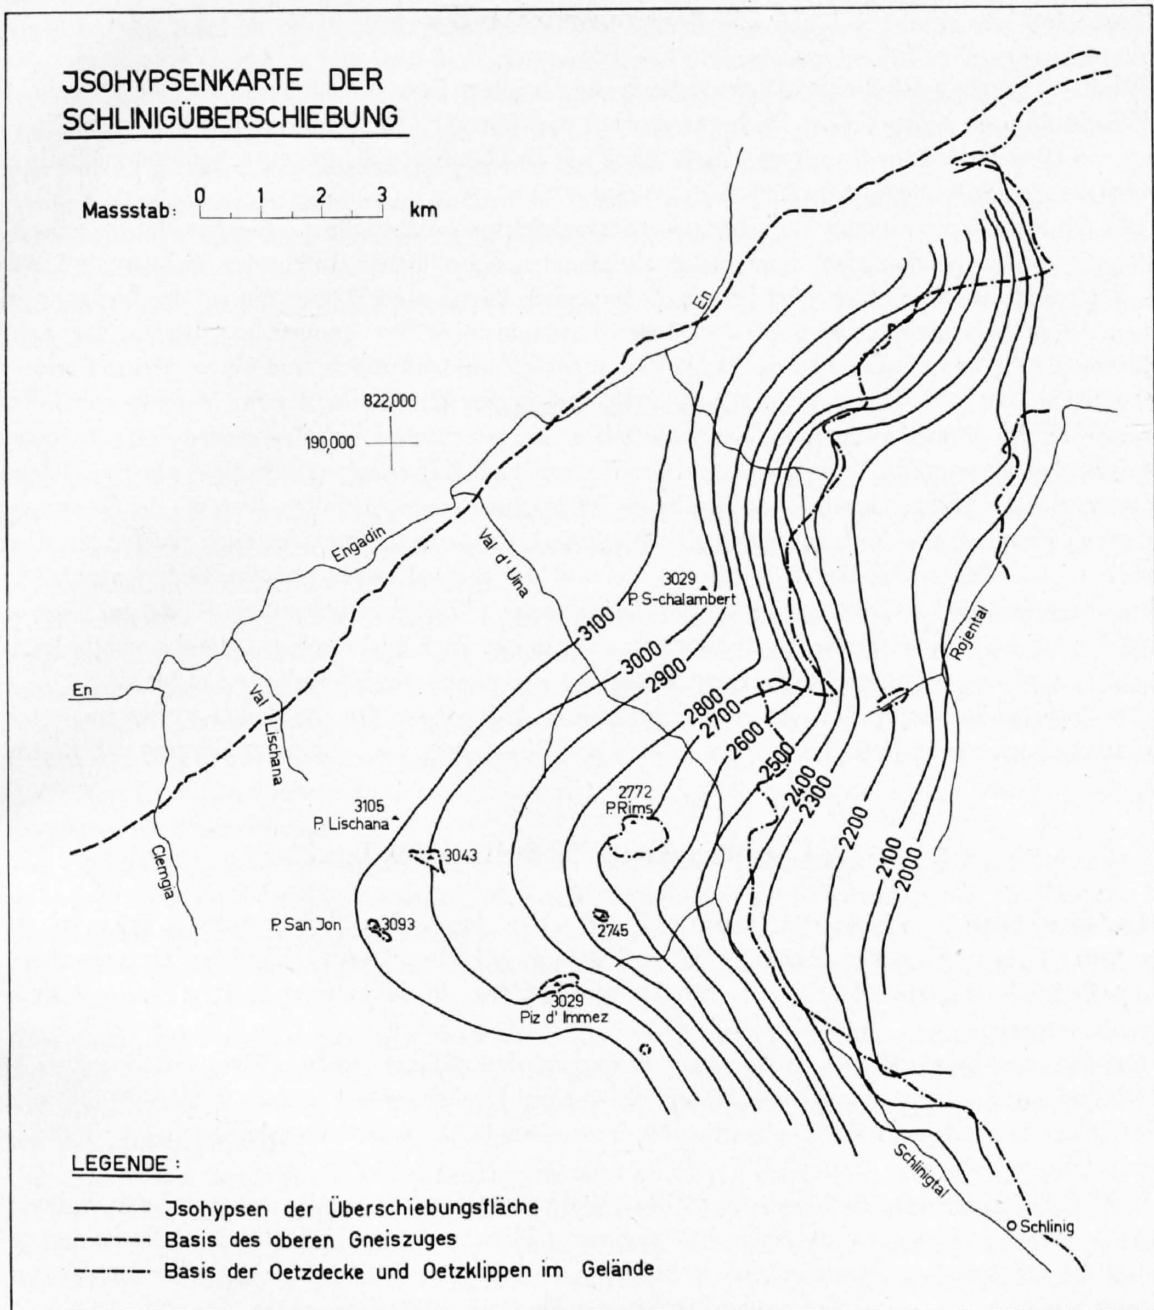 JSOHYPSENKARTE DER
SCHLINIGÜBERSCHIEBUNG
Massstab:
0 1 2 3 km
En
822,000
190,000
Engadin
Val d' Uina
3029
P. S-chalambert
3100
3000
2900
2800
2700
2600
2500
2400
2300
2200
2100
2000
Rojental
En
Val Lischana
3105
P. Lischana
2772
P. Rims
3043
Clemgia
P. San Jon
3093
2745
3029
Piz d' Immez
Schlinigtal
Schlinig
LEGENDE:
Jsohypsen der Überschiebungsfläche
Basis des oberen Gneiszuges
Basis der Oetzdecke und Oetzklippen im Gelände